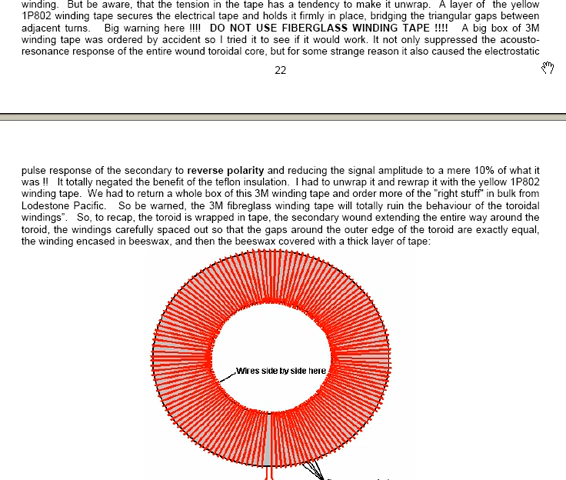 winding. But be aware, that the tension in the tape has a tendency to make it unwrap. A layer of the yellow
1P802 winding tape secures the electrical tape and holds it firmly in place, bridging the triangular gaps between
adjacent turns. Big warning here !!!! DO NOT USE FIBERGLASS WINDING TAPE !!!! A big box of 3M
winding tape was ordered by accident so I tried it to see if it would work. It not only suppressed the acousto-
resonance response of the entire wound toroidal core, but for some strange reason it also caused the electrostatic
22
pulse response of the secondary to reverse polarity and reducing the signal amplitude to a mere 10% of what it
was !! It totally negated the benefit of the teflon insulation. I had to unwrap it and rewrap it with the yellow 1P802
winding tape. We had to return a whole box of this 3M winding tape and order more of the "right stuff" in bulk from
Lodestone Pacific. So be warned, the 3M fibreglass winding tape will totally ruin the behaviour of the toroidal
windings”. So, to recap, the toroid is wrapped in tape, the secondary wound extending the entire way around the
toroid, the windings carefully spaced out so that the gaps around the outer edge of the toroid are exactly equal,
the winding encased in beeswax, and then the beeswax covered with a thick layer of tape:
Wires side by side here